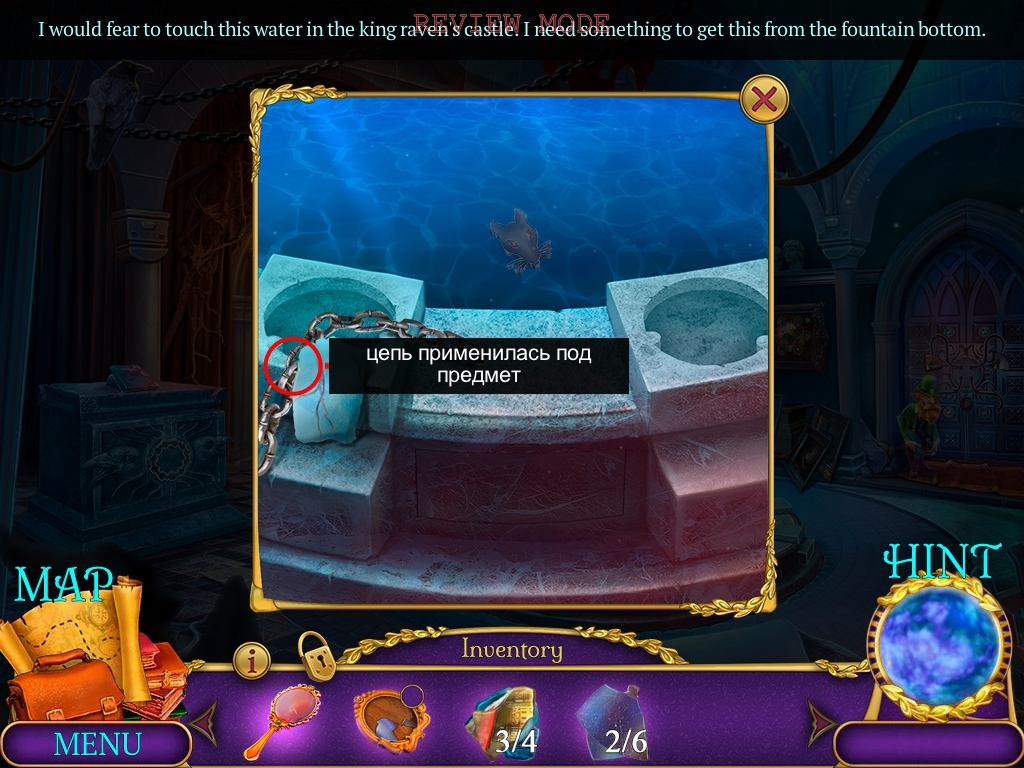 REVIEW MODE
I would fear to touch this water in the king raven's castle! I need something to get this from the fountain bottom.
цепь применилась под
предмет
MAP
HINT
i
Inventory
3/4
2/6
MENU